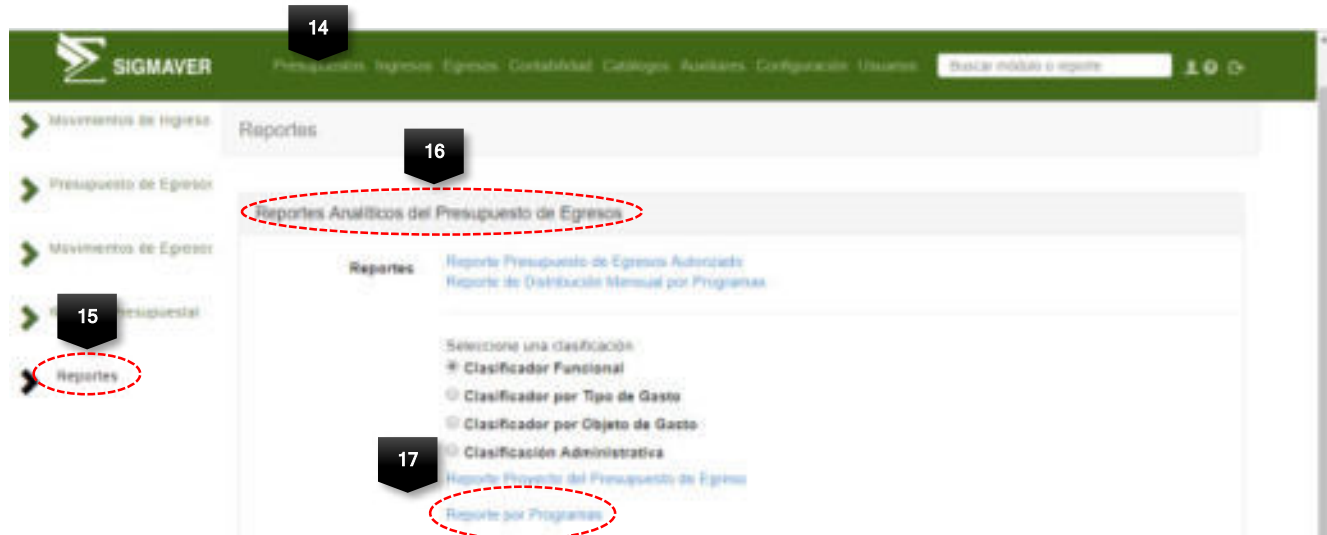 14
SIGMAVER
Presupuestos Ingresos Egresos Contabilidad Catálogos Auxiliares Configuración Usuarios
Buscar módulo o reporte
Movimientos de Ingreso
Reportes
16
Presupuesto de Egresos
Reportes Analíticos del Presupuesto de Egresos
Movimientos de Egresos
Reportes
Reporte Presupuesto de Egresos Autorizado
Reporte de Distribución Mensual por Programas
15
Presupuestal
Seleccione una clasificación
Clasificador Funcional
Reportes
Clasificador por Tipo de Gasto
Clasificador por Objeto de Gasto
Clasificación Administrativa
17
Reporte Proyecto del Presupuesto de Egreso
Reporte por Programas